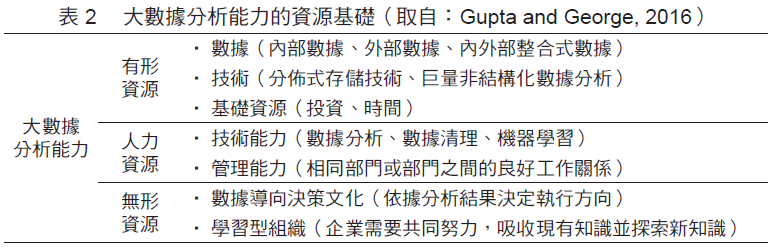 表 2 大數據分析能力的資源基礎（取自：Gupta and George, 2016）
大數據
分析能力
有形
資源
· 數據（內部數據、外部數據、內外部整合式數據）
· 技術（分佈式存儲技術、巨量非結構化數據分析）
· 基礎資源（投資、時間）
人力
資源
· 技術能力（數據分析、數據清理、機器學習）
· 管理能力（相同部門或部門之間的良好工作關係）
無形
資源
· 數據導向決策文化（依據分析結果決定執行方向）
· 學習型組織（企業需要共同努力，吸收現有知識並探索新知識）